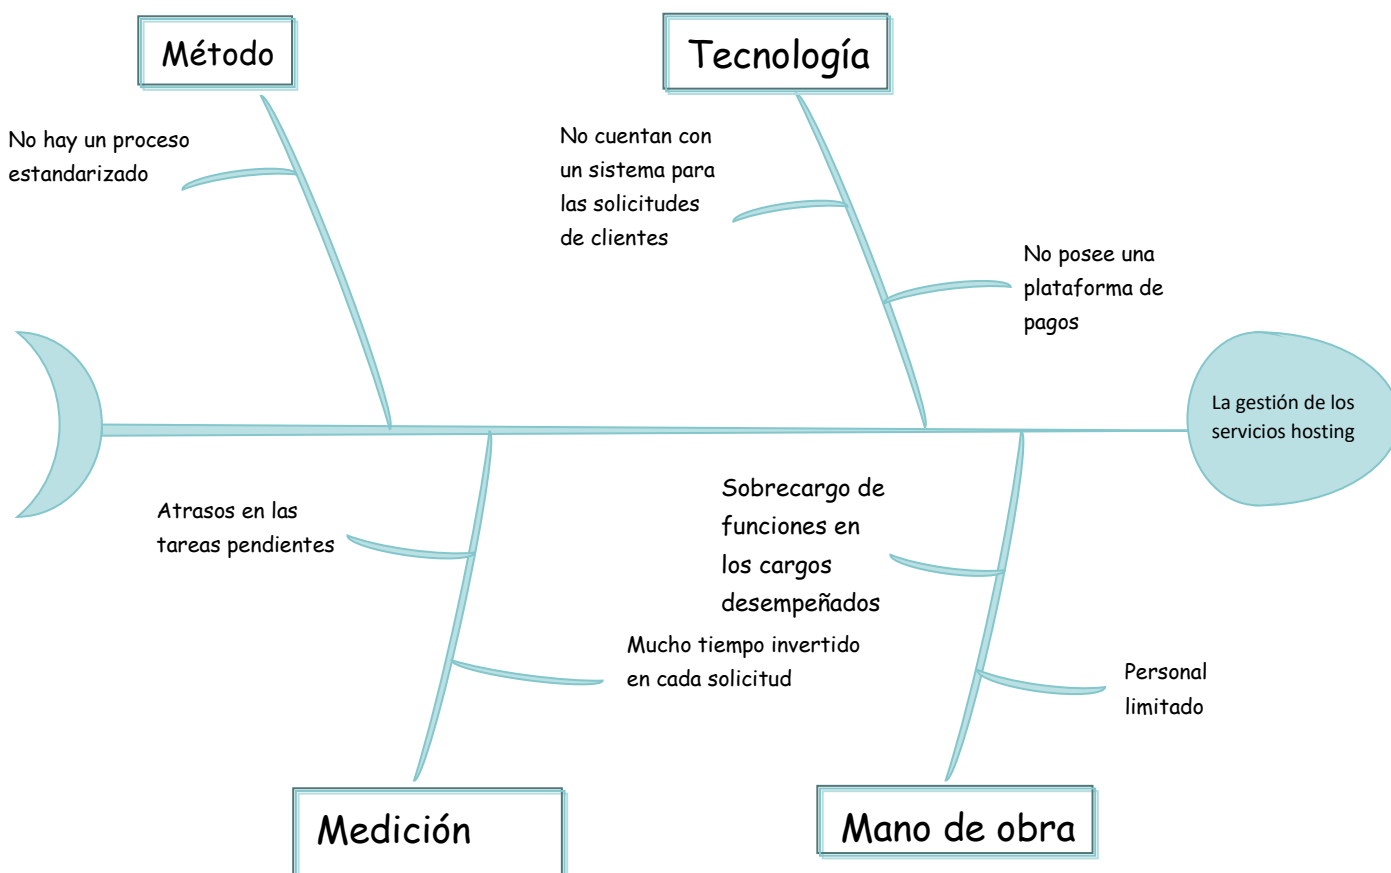 Método
Tecnología
No hay un proceso
estandarizado
No cuentan con
un sistema para
las solicitudes
de clientes
No posee una
plataforma de
pagos
La gestión de los
servicios hosting
Atrasos en las
tareas pendientes
Sobrecargo de
funciones en
los cargos
desempeñados
Mucho tiempo invertido
en cada solicitud
Personal
limitado
Medición
Mano de obra